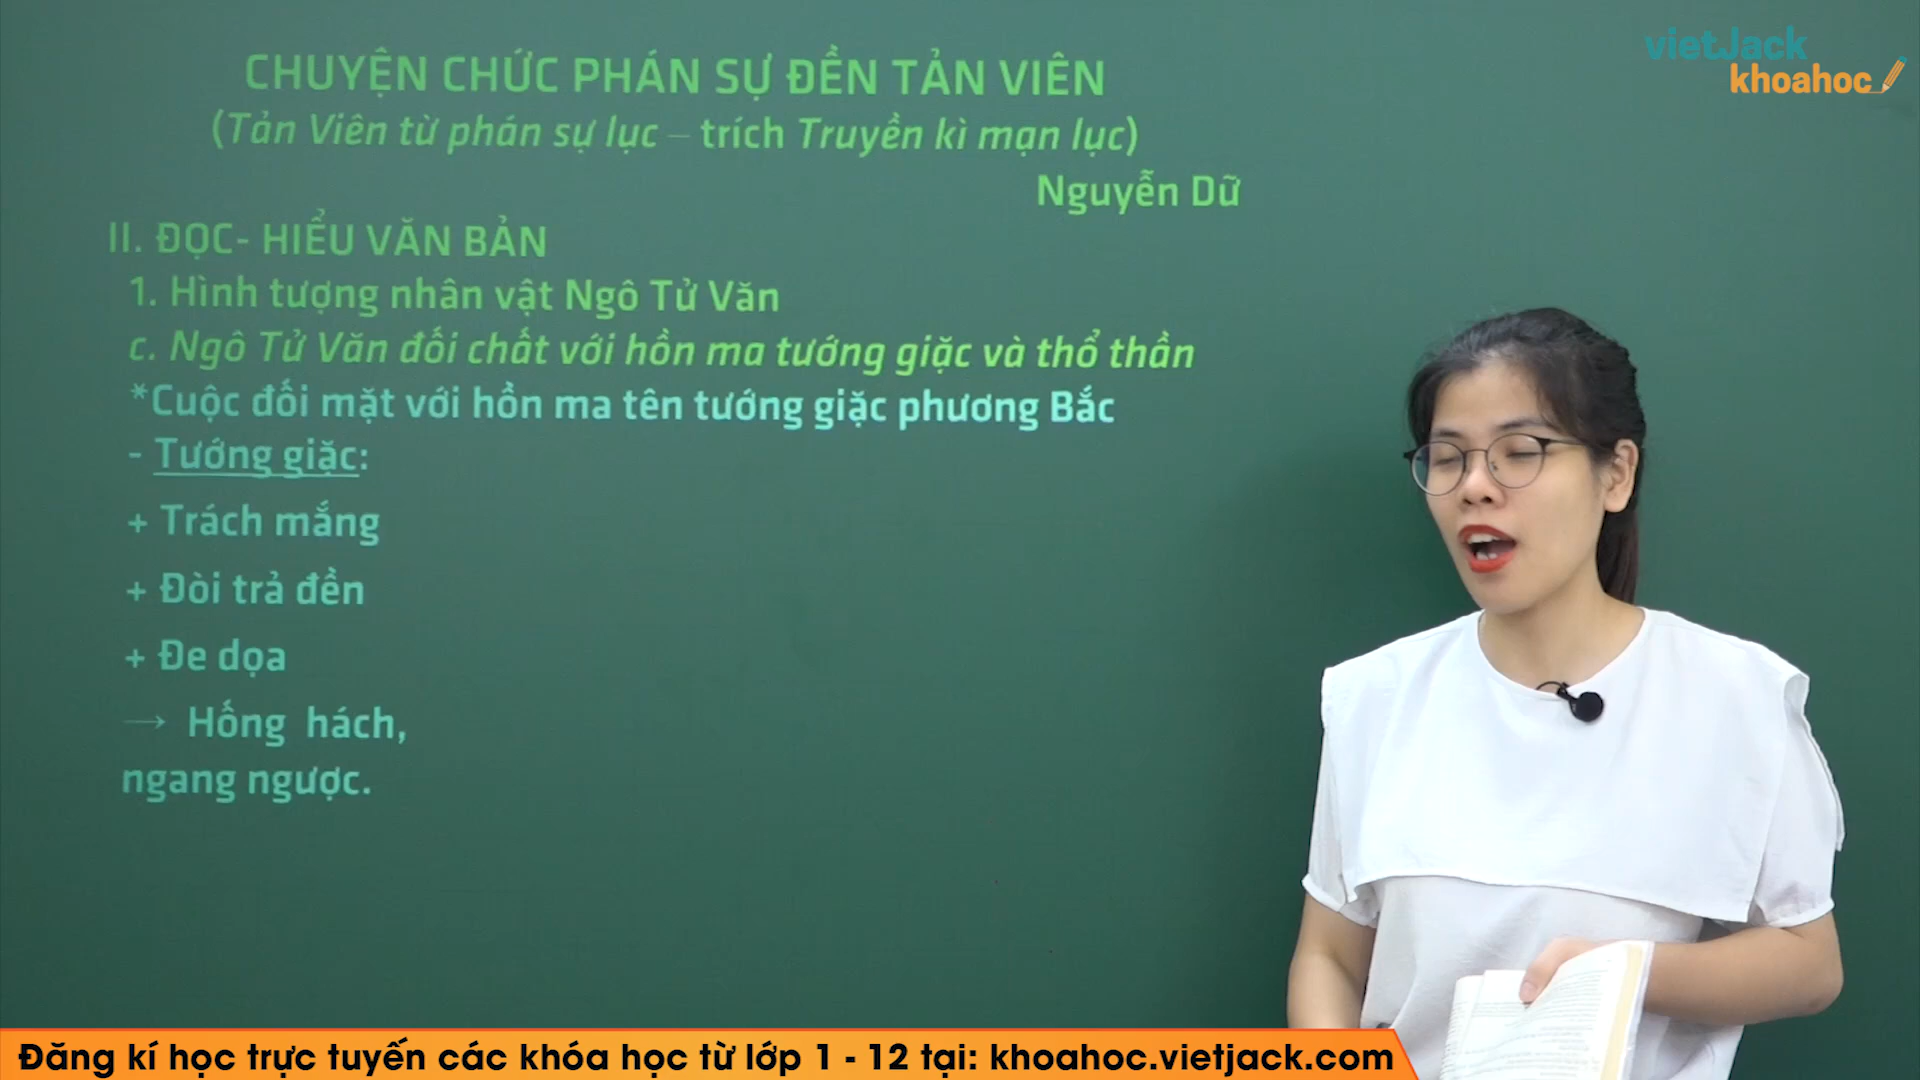 vietJack
khoahoc
CHUYỆN CHỨC PHÁN SỰ ĐỀN TẢN VIÊN
(Tản Viên từ phán sự lục – trích Truyền kì mạn lục)
Nguyễn Dữ
II. ĐỌC- HIỂU VĂN BẢN
1. Hình tượng nhân vật Ngô Tử Văn
c. Ngô Tử Văn đối chất với hồn ma tướng giặc và thổ thần
*Cuộc đối mặt với hồn ma tên tướng giặc phương Bắc
- Tướng giặc:
+ Trách mắng
+ Đòi trả đền
+ Đe dọa
→ Hống hách,
ngang ngược.
Đăng kí học trực tuyến các khóa học từ lớp 1 - 12 tại: khoahoc.vietjack.com